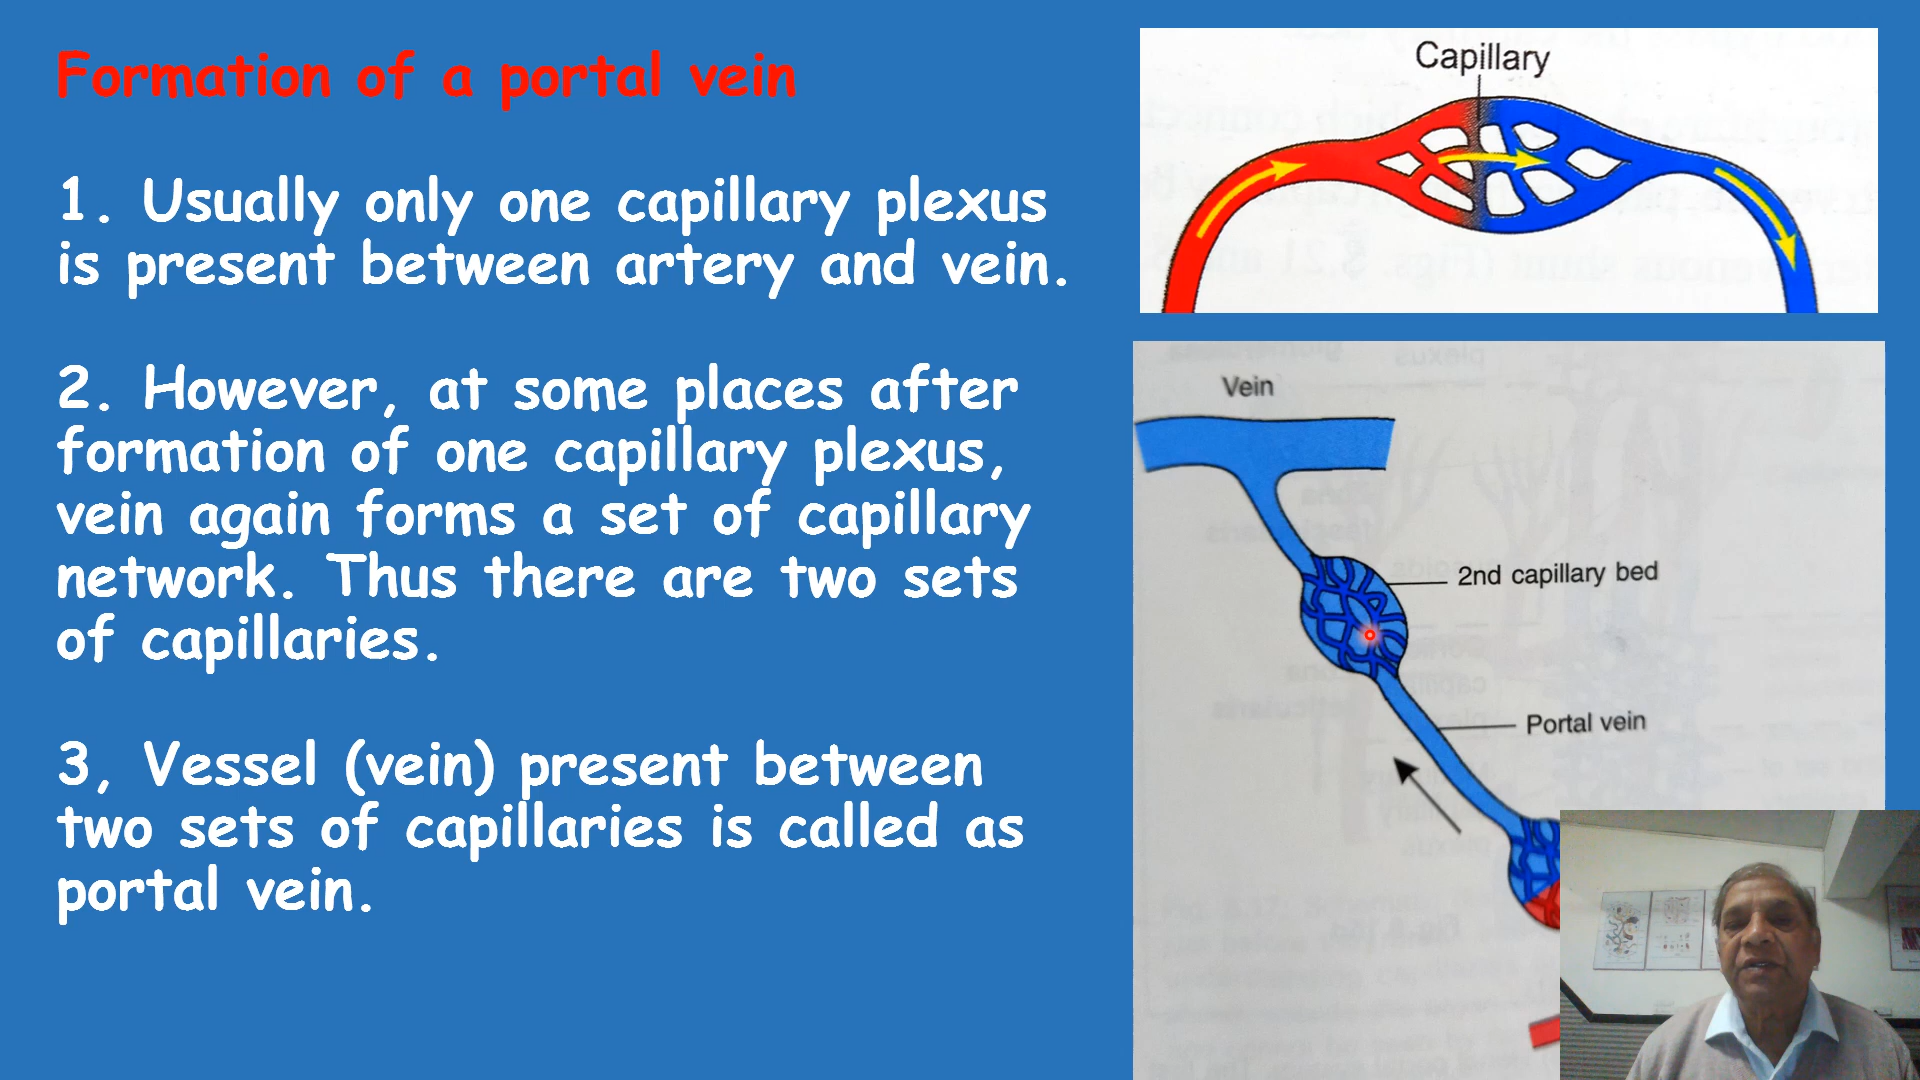 Formation of a portal vein
1. Usually only one capillary plexus
is present between artery and vein.
2. However, at some places after
formation of one capillary plexus,
vein again forms a set of capillary
network. Thus there are two sets
of capillaries.
3, Vessel (vein) present between
two sets of capillaries is called as
portal vein.
Capillary
Vein
2nd capillary bed
Portal vein